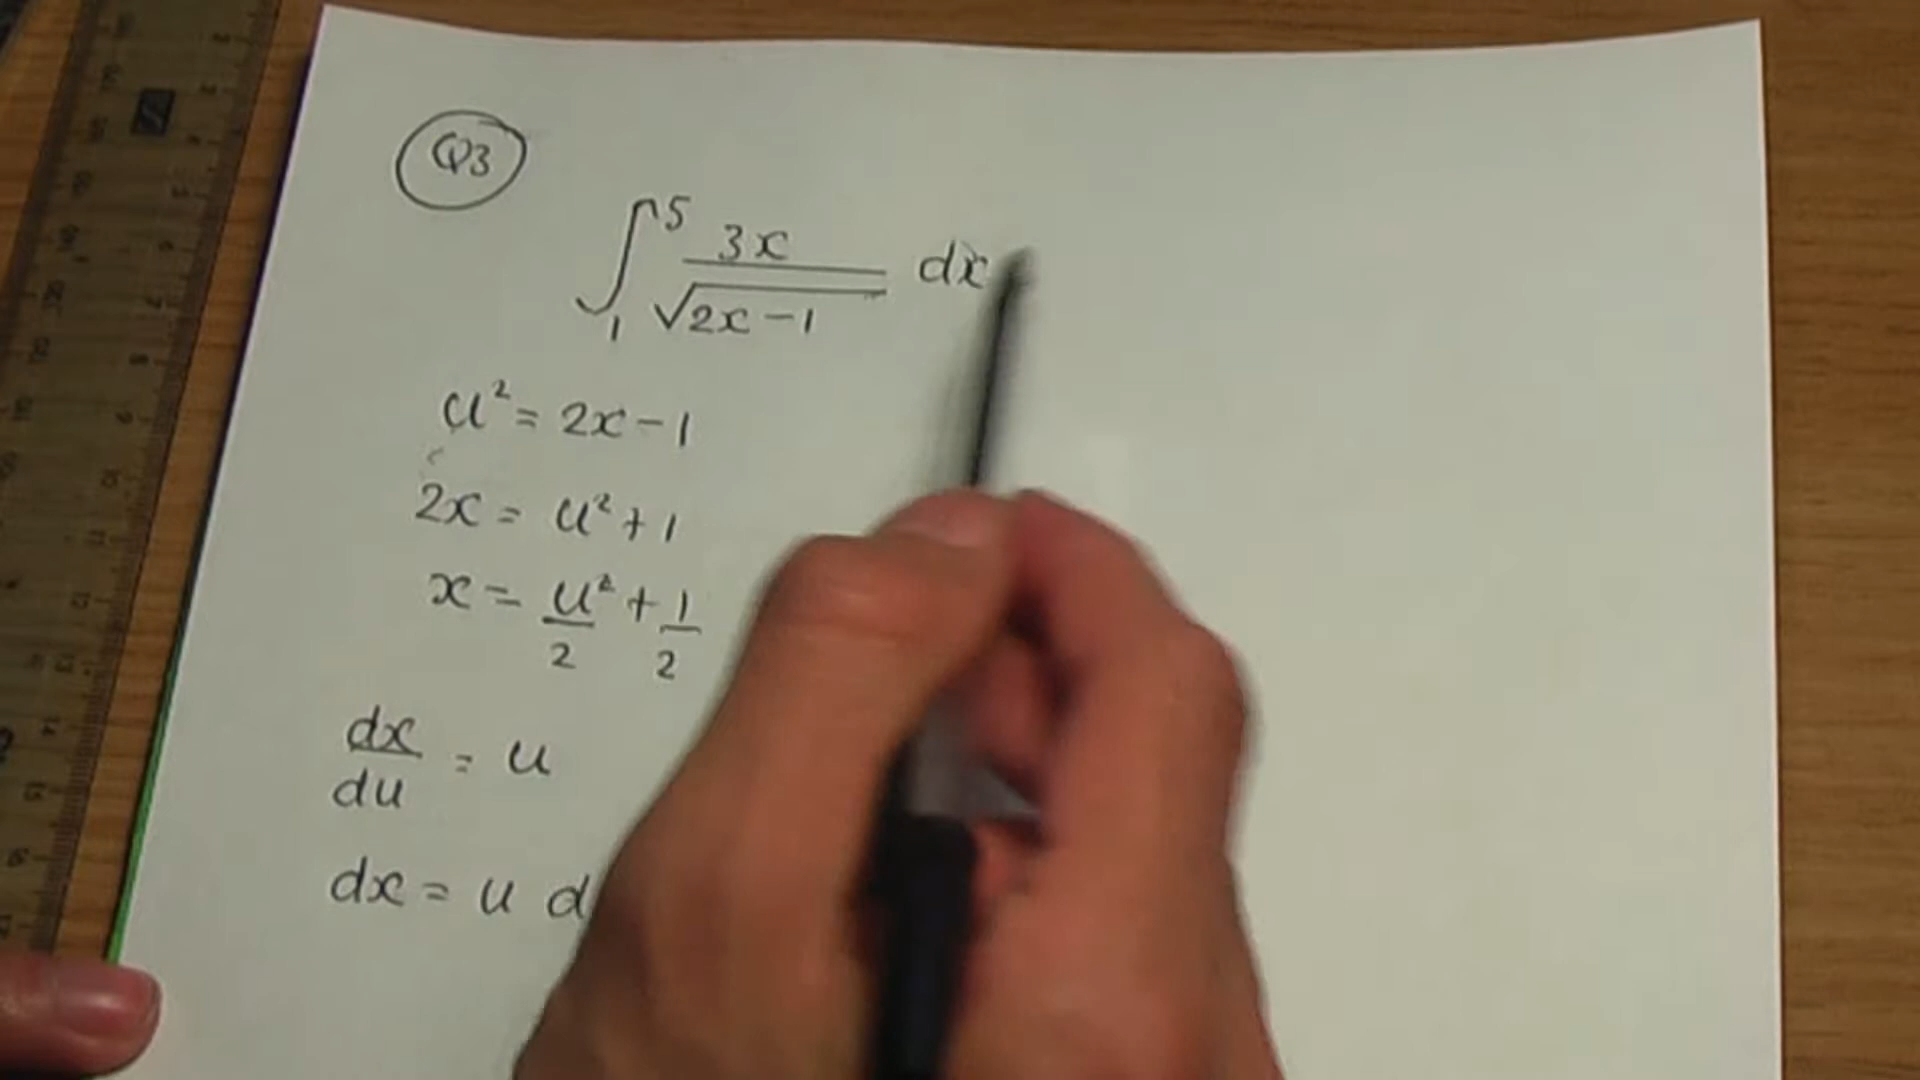 Q3
∫₁⁵ 3x/√(2x-1) dx
u² = 2x - 1
2x = u² + 1
x = u²/2 + 1/2
dx/du = u
dx = u d